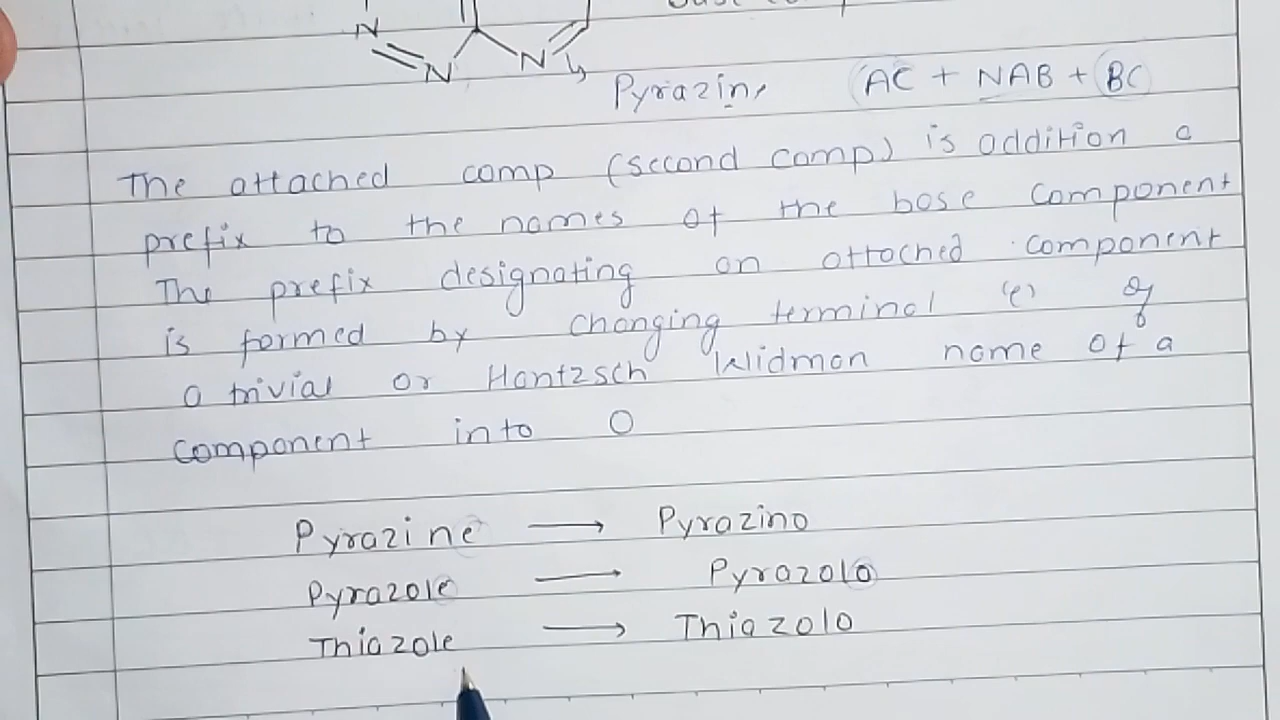 N
N N
Pyrazin, AC + NAB + BC
The attached comp (second comp) is addition a
prefix to the names of the base component
The prefix designating an attached component
is formed by changing terminal (e) of
a trivial or Hantzsch Widman name of a
component into O
Pyrazine → Pyrazino
Pyrazole → Pyrazolo
Thiazole → Thiazolo